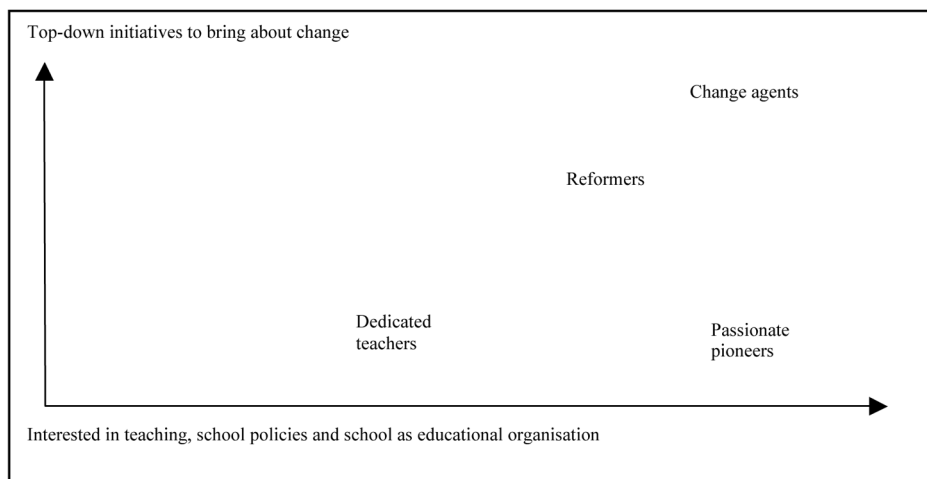 Top-down initiatives to bring about change
Change agents
Reformers
Dedicated
teachers
Passionate
pioneers
Interested in teaching, school policies and school as educational organisation